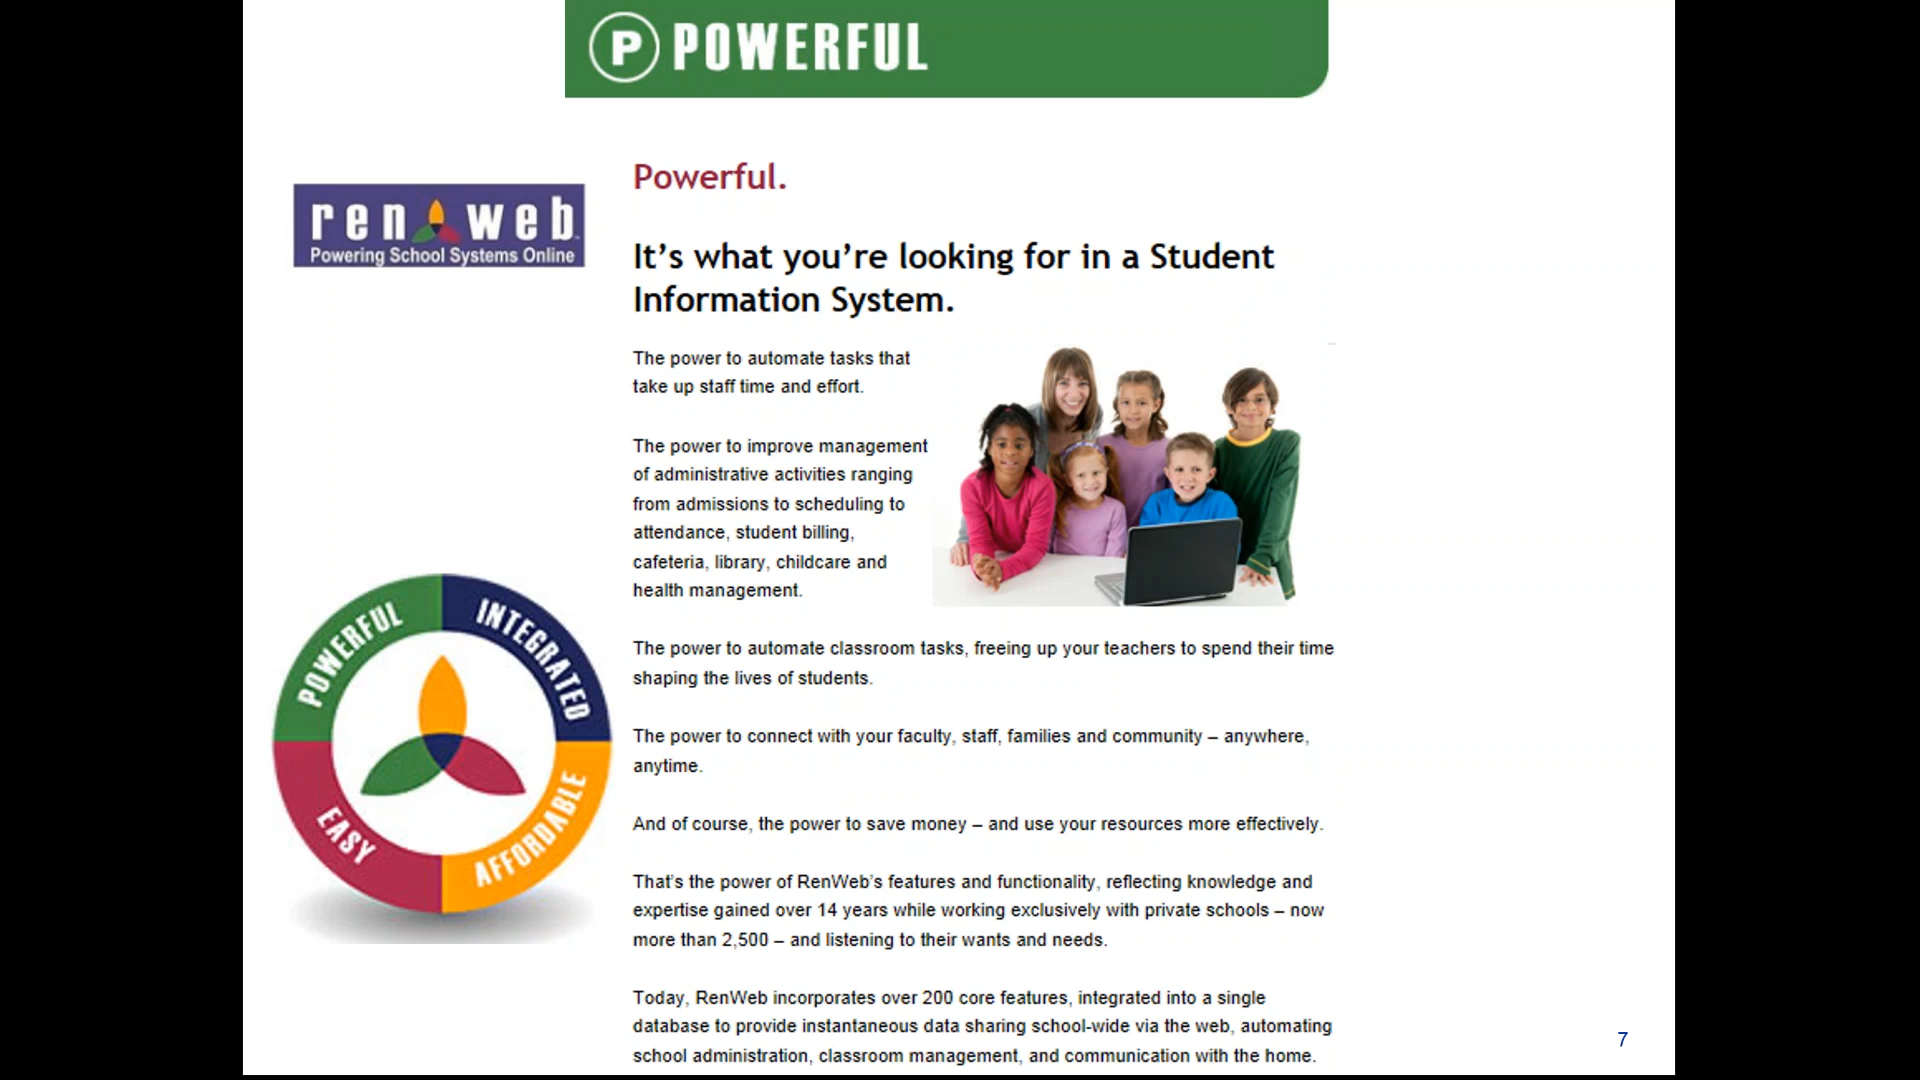 P POWERFUL
ren web
Powering School Systems Online
Powerful.
It’s what you’re looking for in a Student
Information System.
The power to automate tasks that
take up staff time and effort.
The power to improve management
of administrative activities ranging
from admissions to scheduling to
attendance, student billing,
cafeteria, library, childcare and
health management.
The power to automate classroom tasks, freeing up your teachers to spend their time
shaping the lives of students.
The power to connect with your faculty, staff, families and community – anywhere,
anytime.
And of course, the power to save money – and use your resources more effectively.
That’s the power of RenWeb’s features and functionality, reflecting knowledge and
expertise gained over 14 years while working exclusively with private schools – now
more than 2,500 – and listening to their wants and needs.
Today, RenWeb incorporates over 200 core features, integrated into a single
database to provide instantaneous data sharing school-wide via the web, automating
school administration, classroom management, and communication with the home.
POWERFUL
INTEGRATED
EASY
AFFORDABLE
7